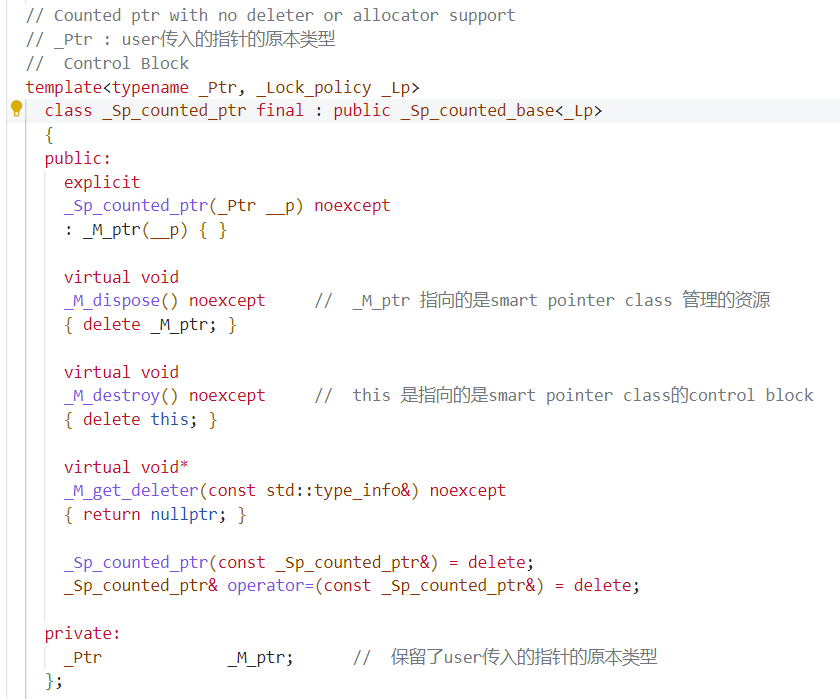 // Counted ptr with no deleter or allocator support
// _Ptr : user传入的指针的原本类型
//  Control Block
template<typename _Ptr, _Lock_policy _Lp>
class _Sp_counted_ptr final : public _Sp_counted_base<_Lp>
{
public:
explicit
_Sp_counted_ptr(_Ptr __p) noexcept
: _M_ptr(__p) { }
virtual void
_M_dispose() noexcept     //  _M_ptr 指向的是smart pointer class 管理的资源
{ delete _M_ptr; }
virtual void
_M_destroy() noexcept     //  this 是指向的是smart pointer class的control block
{ delete this; }
virtual void*
_M_get_deleter(const std::type_info&) noexcept
{ return nullptr; }
_Sp_counted_ptr(const _Sp_counted_ptr&) = delete;
_Sp_counted_ptr& operator=(const _Sp_counted_ptr&) = delete;
private:
_Ptr             _M_ptr;      //  保留了user传入的指针的原本类型
};